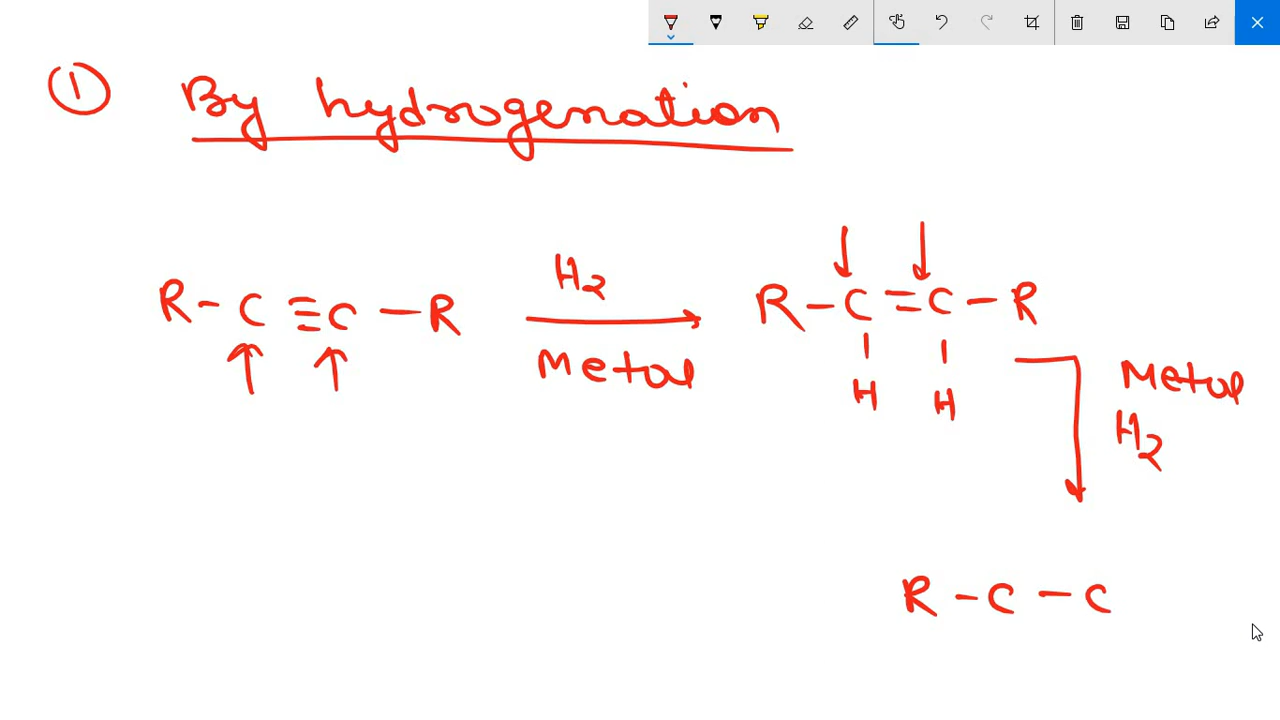 ① By hydrogenation
R-C≡C-R H2 Metal R-C=C-R
H H
Metal
H2
R-C-C